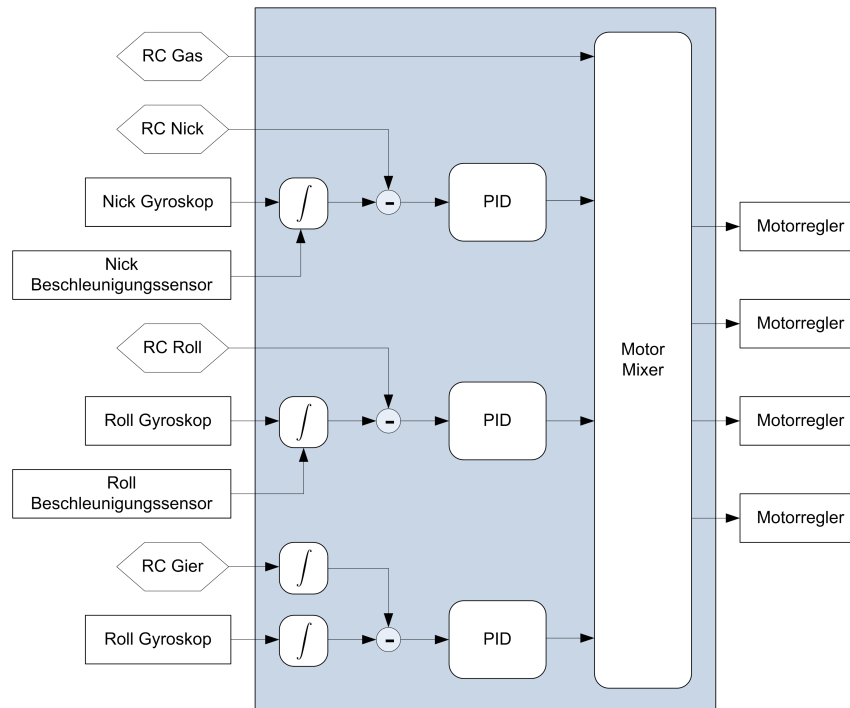 RC Gas
RC Nick
Nick Gyroskop
∫
-
PID
Nick
Beschleunigungssensor
Motorregler
Motorregler
RC Roll
Motor
Mixer
Roll Gyroskop
∫
-
PID
Motorregler
Roll
Beschleunigungssensor
Motorregler
RC Gier
∫
Roll Gyroskop
∫
-
PID